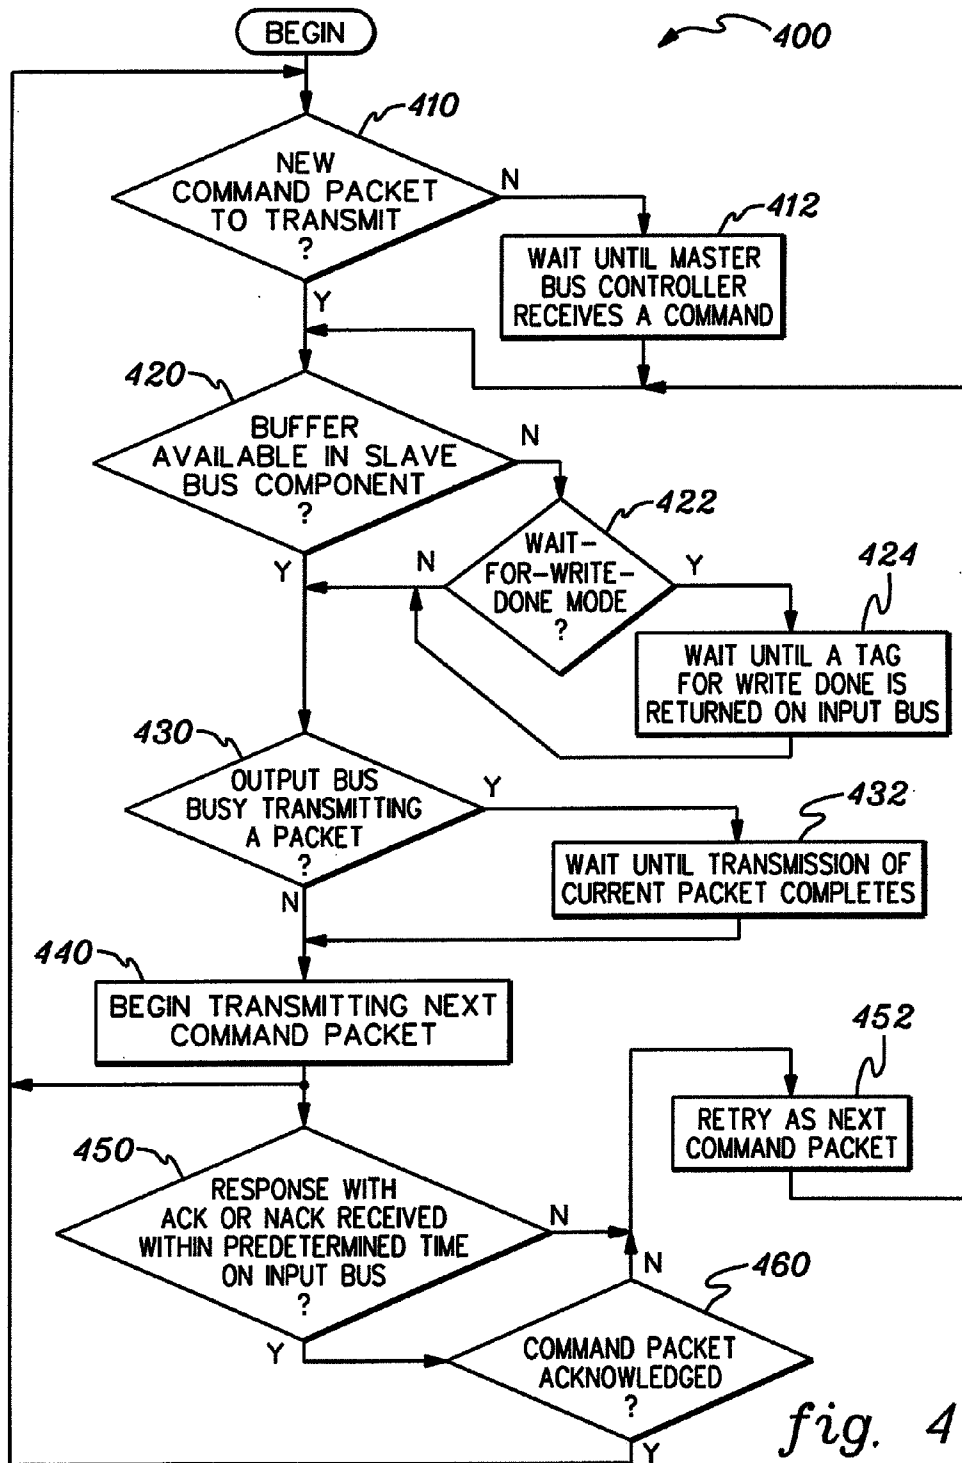 BEGIN
400
410
NEW
COMMAND PACKET
TO TRANSMIT
?
N
Y
412
WAIT UNTIL MASTER
BUS CONTROLLER
RECEIVES A COMMAND
420
BUFFER
AVAILABLE IN SLAVE
BUS COMPONENT
?
N
Y
422
WAIT-
FOR-WRITE-
DONE MODE
?
N
Y
424
WAIT UNTIL A TAG
FOR WRITE DONE IS
RETURNED ON INPUT BUS
430
OUTPUT BUS
BUSY TRANSMITTING
A PACKET
?
Y
N
432
WAIT UNTIL TRANSMISSION OF
CURRENT PACKET COMPLETES
440
BEGIN TRANSMITTING NEXT
COMMAND PACKET
452
RETRY AS NEXT
COMMAND PACKET
450
RESPONSE WITH
ACK OR NACK RECEIVED
WITHIN PREDETERMINED TIME
ON INPUT BUS
?
N
Y
460
N
COMMAND PACKET
ACKNOWLEDGED
?
Y
fig. 4